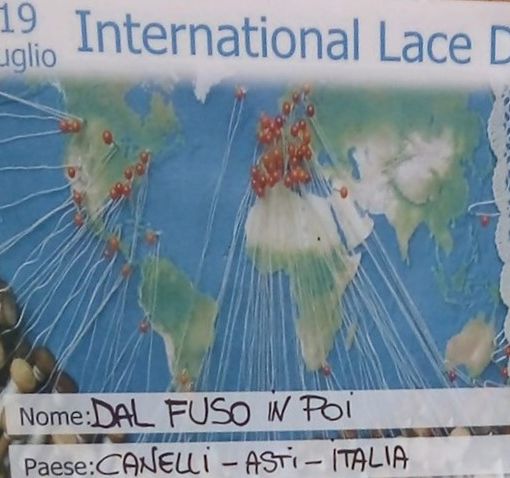 19 International Lace D
uglio
Nome: DAL FUSO IN POI
Paese: CANELLI - ASTI - ITALIA